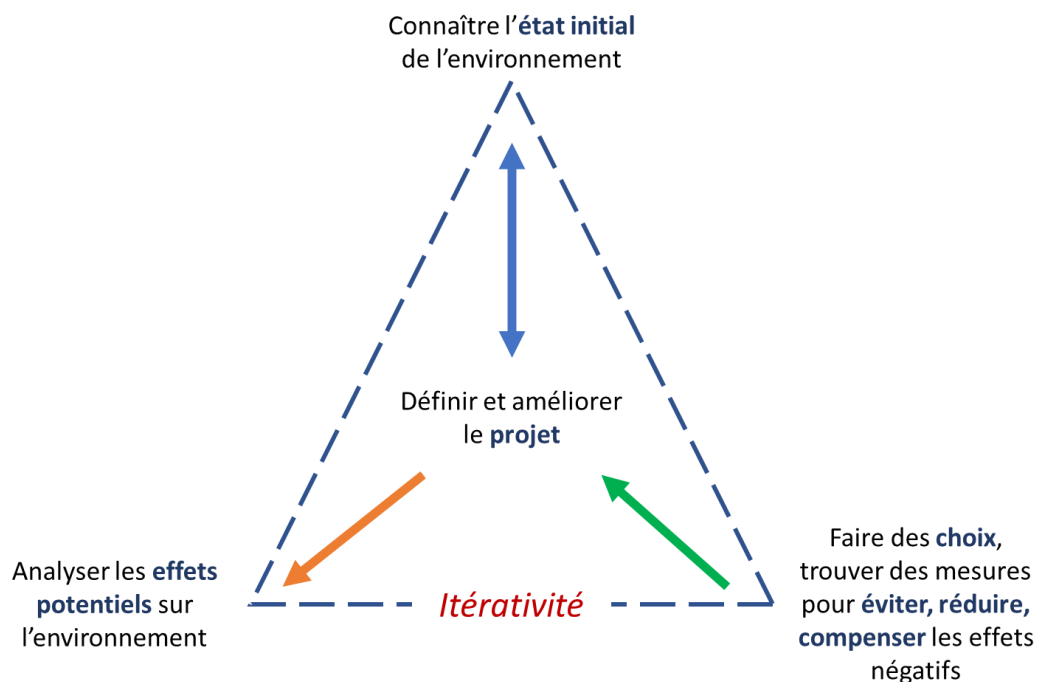 Connaître l’état initial
de l’environnement
Définir et améliorer
le projet
Analyser les effets
potentiels sur
l’environnement
Itérativité
Faire des choix,
trouver des mesures
pour éviter, réduire,
compenser les effets
négatifs